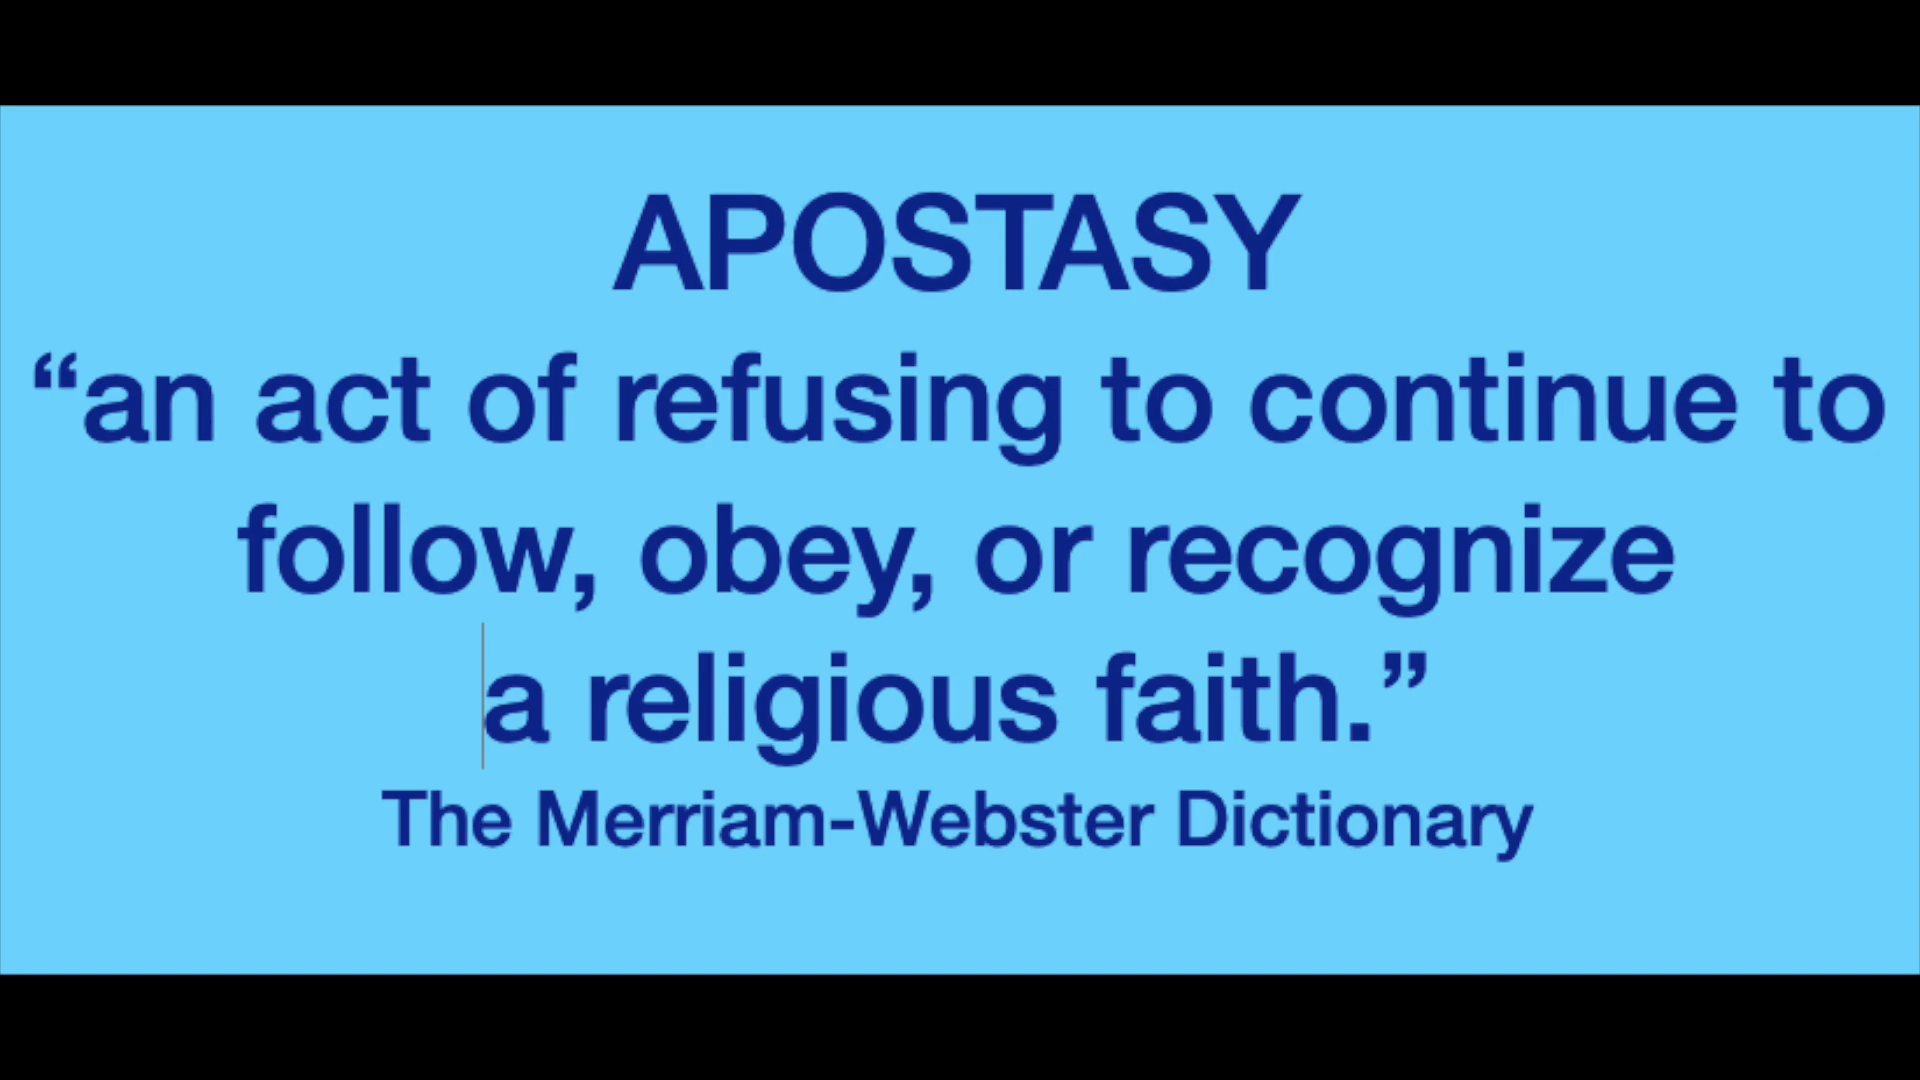 APOSTASY
“an act of refusing to continue to
follow, obey, or recognize
a religious faith.”
The Merriam-Webster Dictionary